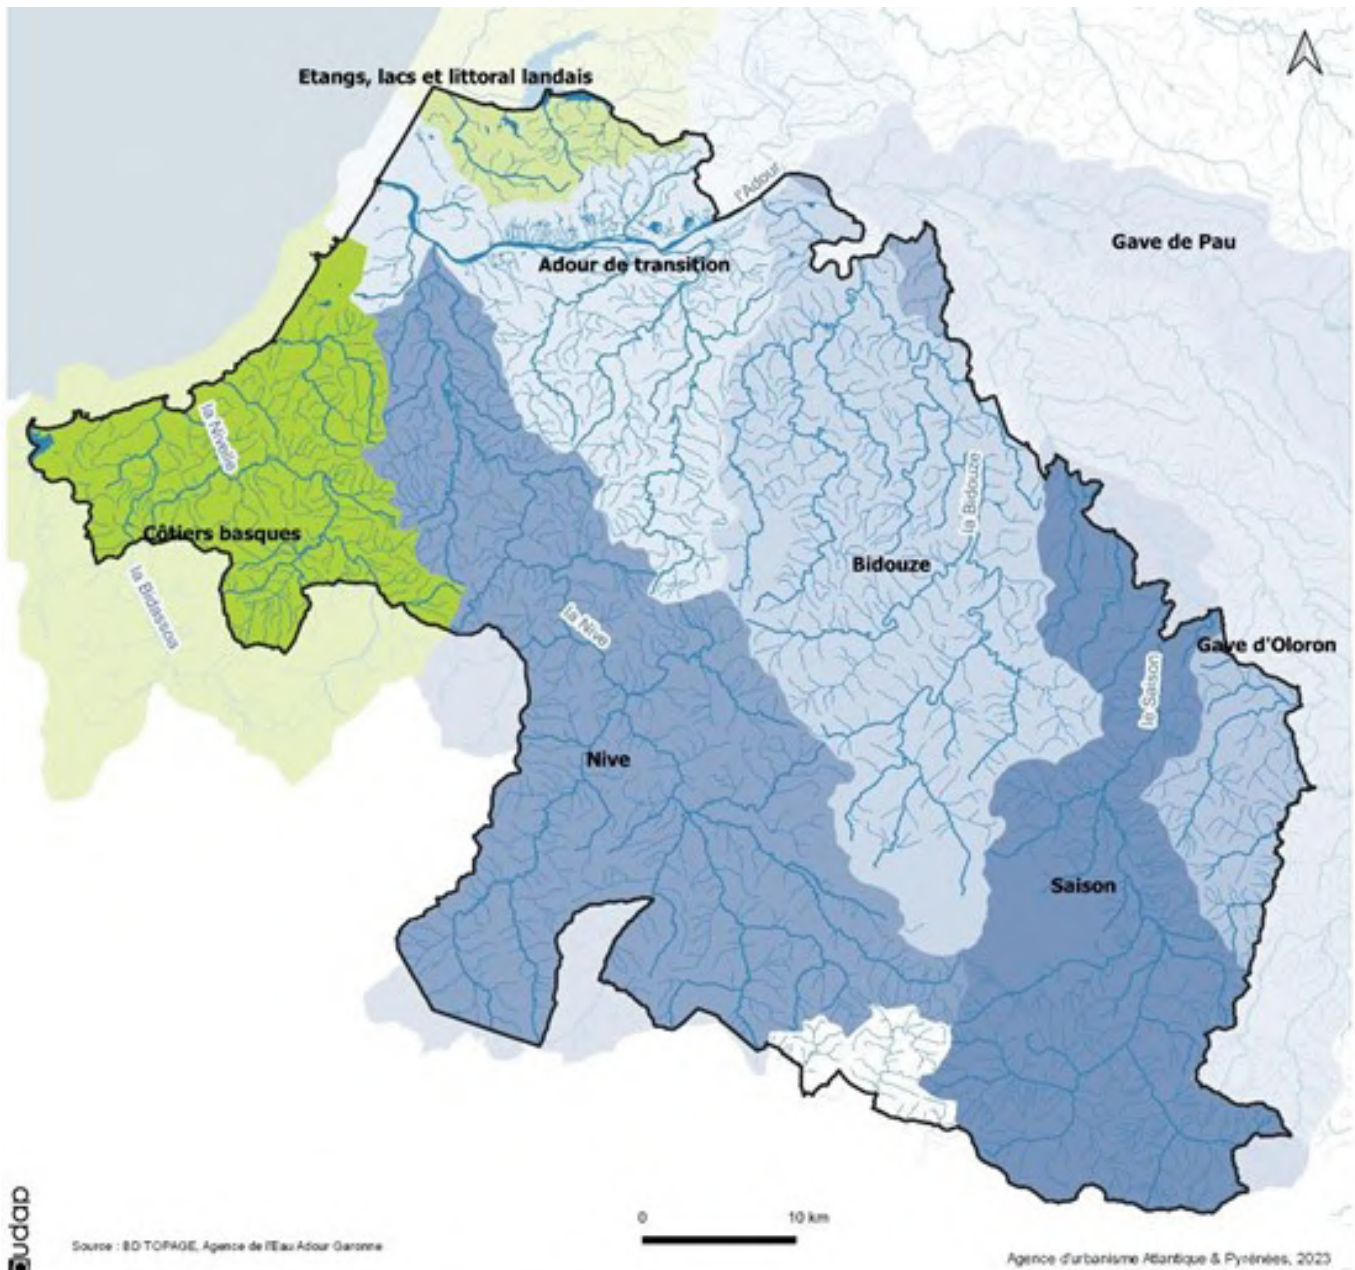 Etangs, lacs et littoral landais
l'Adour
Gave de Pau
Adour de transition
la Nivelle
la Bidouze
Côtiers basques
Bidouze
la Bidassoa
la Nive
Gave d'Oloron
le Saison
Nive
Saison
0 10 km
audap
Source : BD TOPAGE, Agence de l'Eau Adour Garonne
Agence d'urbanisme Atlantique & Pyrénées, 2023